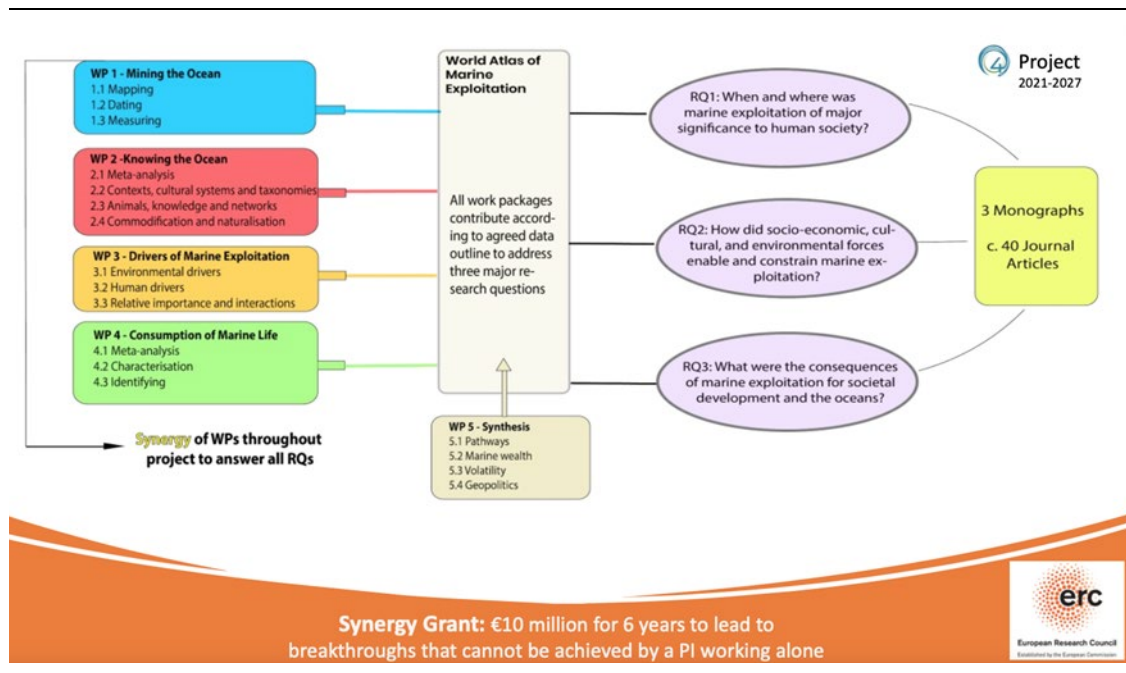 WP 1 - Mining the Ocean
1.1 Mapping
1.2 Dating
1.3 Measuring
WP 2 -Knowing the Ocean
2.1 Meta-analysis
2.2 Contexts, cultural systems and taxonomies
2.3 Animals, knowledge and networks
2.4 Commodification and naturalisation
WP 3 - Drivers of Marine Exploitation
3.1 Environmental drivers
3.2 Human drivers
3.3 Relative importance and interactions
WP 4 - Consumption of Marine Life
4.1 Meta-analysis
4.2 Characterisation
4.3 Identifying
Synergy of WPs throughout
project to answer all RQs
World Atlas of
Marine
Exploitation
All work packages
contribute accord-
ing to agreed data
outline to address
three major re-
search questions
WP 5 - Synthesis
5.1 Pathways
5.2 Marine wealth
5.3 Volatility
5.4 Geopolitics
RQ1: When and where was
marine exploitation of major
significance to human society?
RQ2: How did socio-economic, cul-
tural, and environmental forces
enable and constrain marine ex-
ploitation?
RQ3: What were the consequences
of marine exploitation for societal
development and the oceans?
4 Project
2021-2027
3 Monographs
c. 40 Journal
Articles
Synergy Grant: €10 million for 6 years to lead to
breakthroughs that cannot be achieved by a PI working alone
erc
European Research Council
Established by the European Commission